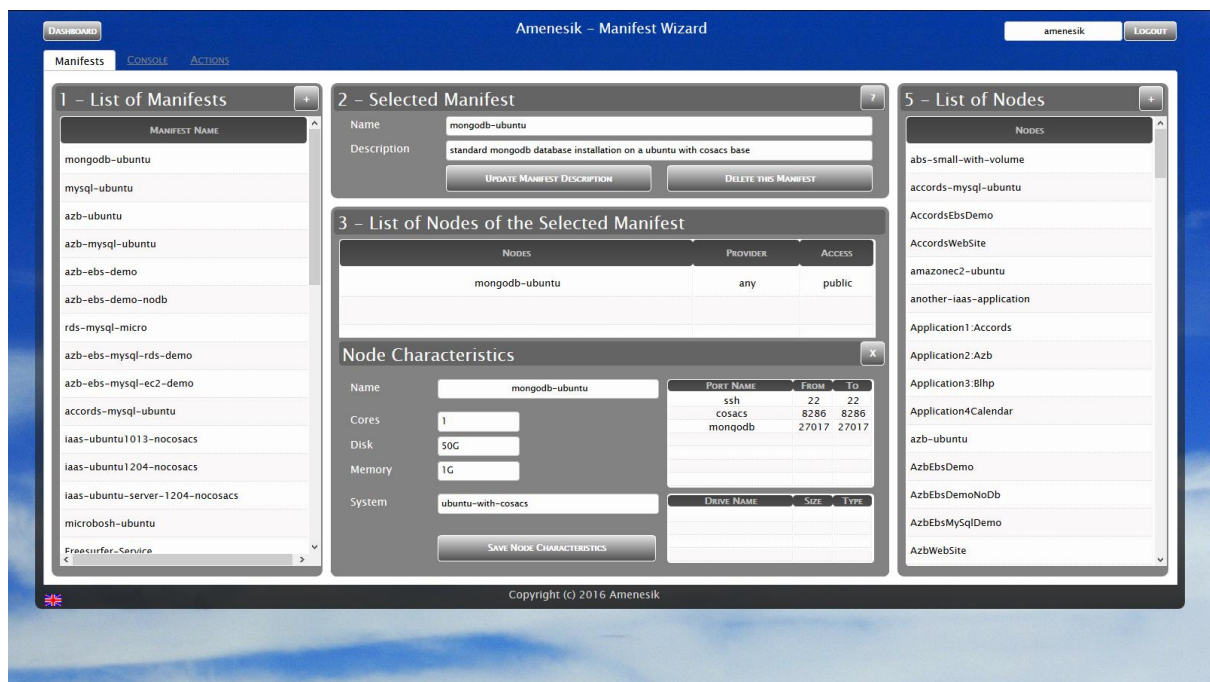 DASHBOARD
Amenesik – Manifest Wizard
amenesik
LOGOUT
Manifests CONSOLE ACTIONS
1 – List of Manifests +
MANIFEST NAME
mongodb-ubuntu
mysql-ubuntu
azb-ubuntu
azb-mysql-ubuntu
azb-ebs-demo
azb-ebs-demo-nodb
rds-mysql-micro
azb-ebs-mysql-rds-demo
azb-ebs-mysql-ec2-demo
accords-mysql-ubuntu
iaas-ubuntu1013-nocosacs
iaas-ubuntu1204-nocosacs
iaas-ubuntu-server-1204-nocosacs
microbosh-ubuntu
Freesurfer-Service
2 – Selected Manifest ?
Name mongodb-ubuntu
Description standard mongodb database installation on a ubuntu with cosacs base
UPDATE MANIFEST DESCRIPTION DELETE THIS MANIFEST
3 – List of Nodes of the Selected Manifest
NODES PROVIDER ACCESS
mongodb-ubuntu any public
Node Characteristics X
Name mongodb-ubuntu
Cores 1
Disk 50G
Memory 1G
System ubuntu-with-cosacs
SAVE NODE CHARACTERISTICS
PORT NAME FROM TO
ssh 22 22
cosacs 8286 8286
mongodb 27017 27017
DRIVE NAME SIZE TYPE
5 – List of Nodes +
NODES
abs-small-with-volume
accords-mysql-ubuntu
AccordsEbsDemo
AccordsWebSite
amazonec2-ubuntu
another-iaas-application
Application1:Accords
Application2:Azb
Application3:Blhp
Application4Calendar
azb-ubuntu
AzbEbsDemo
AzbEbsDemoNoDb
AzbEbsMySqlDemo
AzbWebSite
Copyright (c) 2016 Amenesik